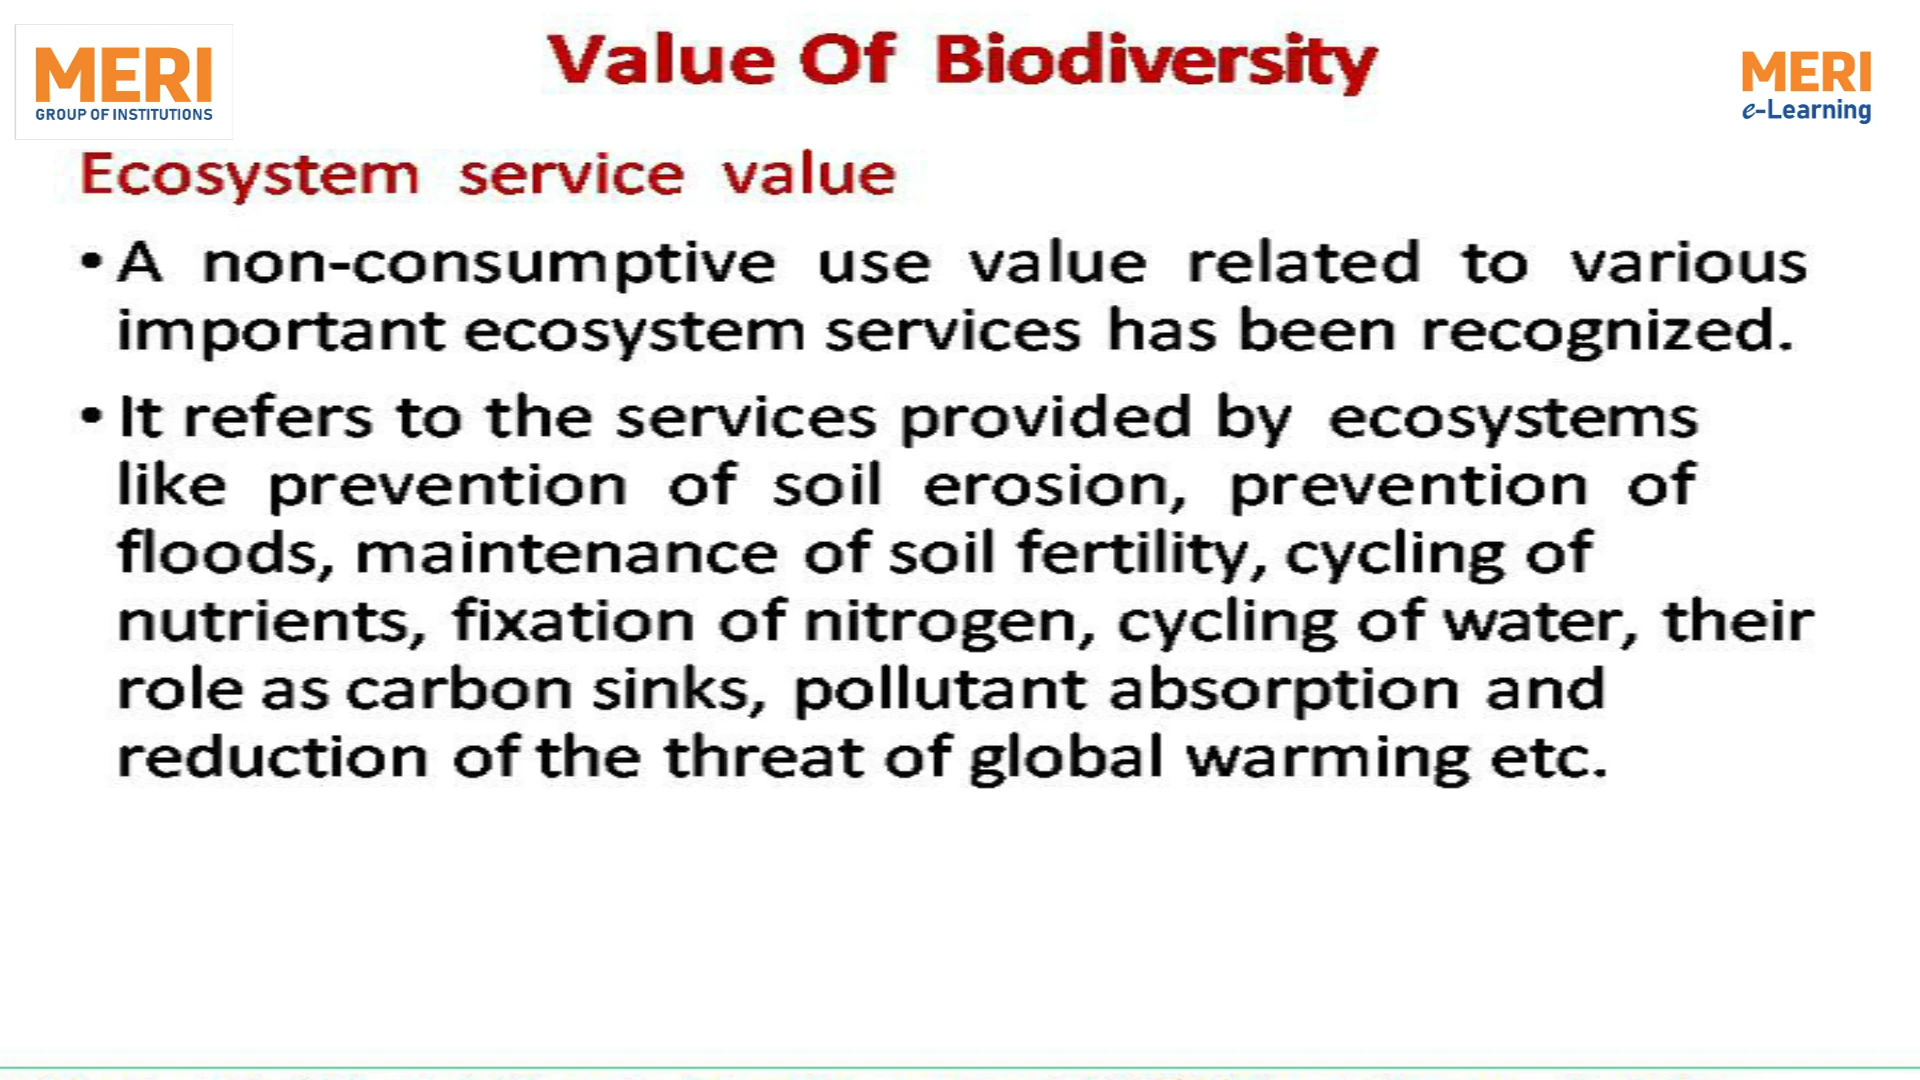 MERI
GROUP OF INSTITUTIONS
Value Of Biodiversity
MERI
e-Learning
Ecosystem service value
• A non-consumptive use value related to various
important ecosystem services has been recognized.
• It refers to the services provided by ecosystems
like prevention of soil erosion, prevention of
floods, maintenance of soil fertility, cycling of
nutrients, fixation of nitrogen, cycling of water, their
role as carbon sinks, pollutant absorption and
reduction of the threat of global warming etc.